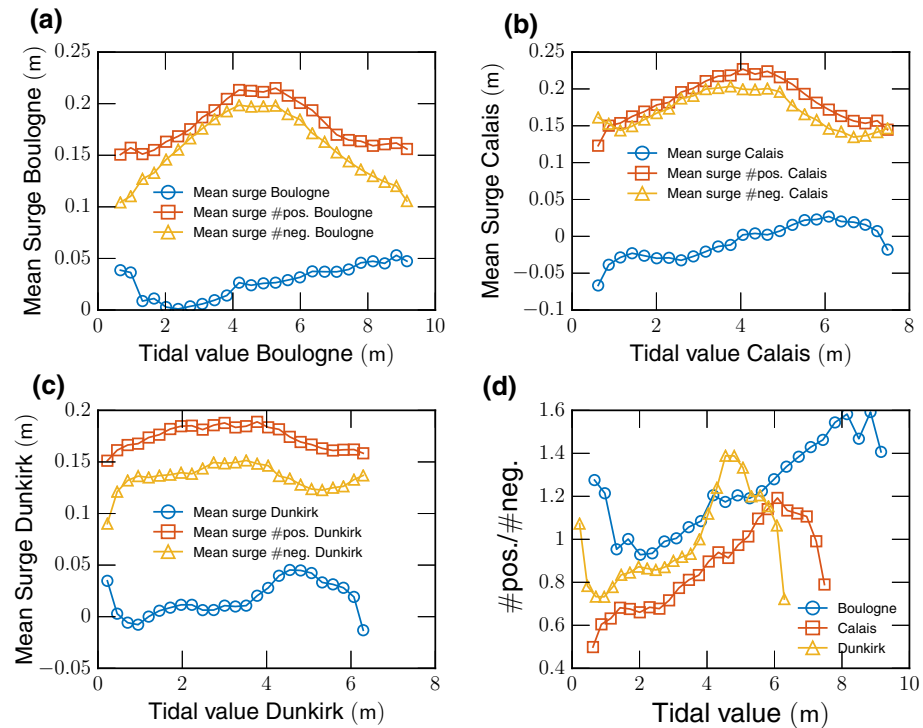 (a)
Mean Surge Boulogne (m)
0.25
0.2
0.15
0.1
0.05
0
Mean surge Boulogne
Mean surge #pos. Boulogne
Mean surge #neg. Boulogne
0 2 4 6 8 10
Tidal value Boulogne (m)
(b)
Mean Surge Calais (m)
0.25
0.2
0.15
0.1
0.05
0
−0.05
−0.1
Mean surge Calais
Mean surge #pos. Calais
Mean surge #neg. Calais
0 2 4 6 8
Tidal value Calais (m)
(c)
Mean Surge Dunkirk (m)
0.2
0.15
0.1
0.05
0
−0.05
Mean surge Dunkirk
Mean surge #pos. Dunkirk
Mean surge #neg. Dunkirk
0 2 4 6 8
Tidal value Dunkirk (m)
(d)
#pos./#neg.
1.6
1.4
1.2
1
0.8
0.6
0.4
Boulogne
Calais
Dunkirk
0 2 4 6 8 10
Tidal value (m)